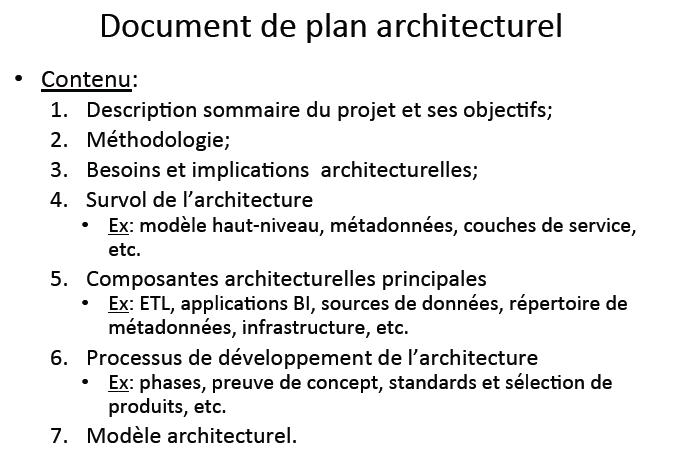 Document de plan architecturel
• Contenu:
1. Description sommaire du projet et ses objectifs;
2. Méthodologie;
3. Besoins et implications  architecturelles;
4. Survol de l’architecture
• Ex: modèle haut-niveau, métadonnées, couches de service,
etc.
5. Composantes architecturelles principales
• Ex: ETL, applications BI, sources de données, répertoire de
métadonnées, infrastructure, etc.
6. Processus de développement de l’architecture
• Ex: phases, preuve de concept, standards et sélection de
produits, etc.
7. Modèle architecturel.